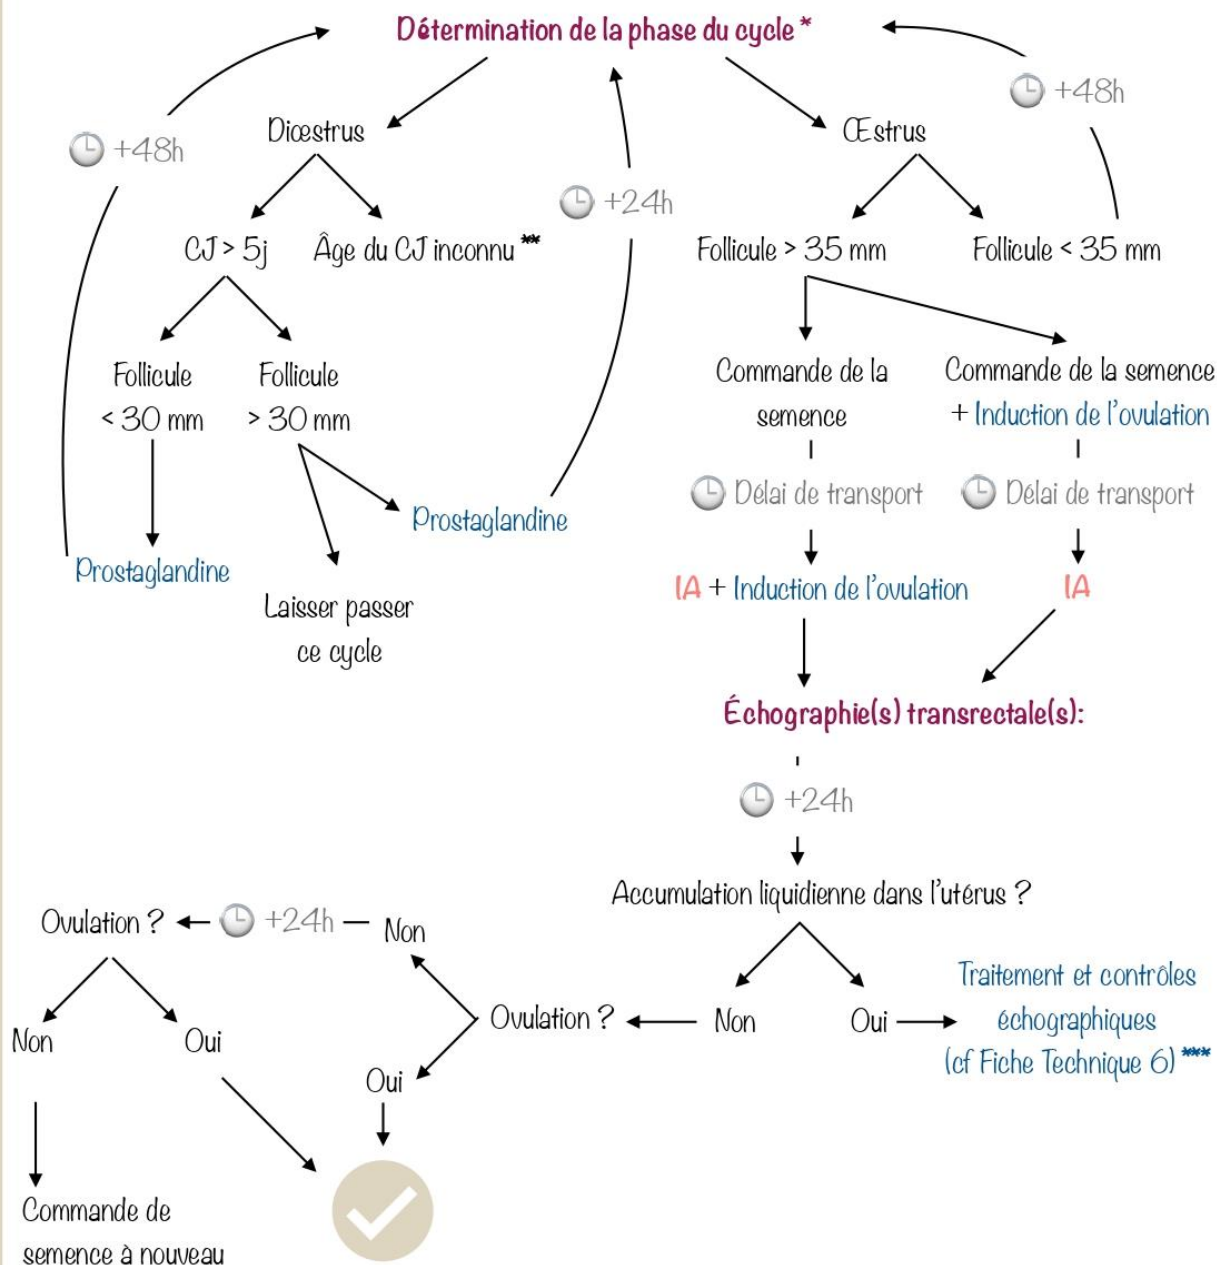 Détermination de la phase du cycle *
+48h
+48h
Diœstrus
Œstrus
+24h
CJ > 5j
Âge du CJ inconnu **
Follicule > 35 mm
Follicule < 35 mm
Follicule
< 30 mm
Follicule
> 30 mm
Commande de la
semence
Commande de la semence
+ Induction de l'ovulation
Délai de transport
Délai de transport
Prostaglandine
Prostaglandine
Laisser passer
ce cycle
IA + Induction de l'ovulation
IA
Échographie(s) transrectale(s):
+24h
Accumulation liquidienne dans l'utérus ?
Non
Oui
Traitement et contrôles
échographiques
(cf Fiche Technique 6) ***
Ovulation ?
Non
Oui
+24h
Ovulation ?
Non
Oui
Commande de
semence à nouveau